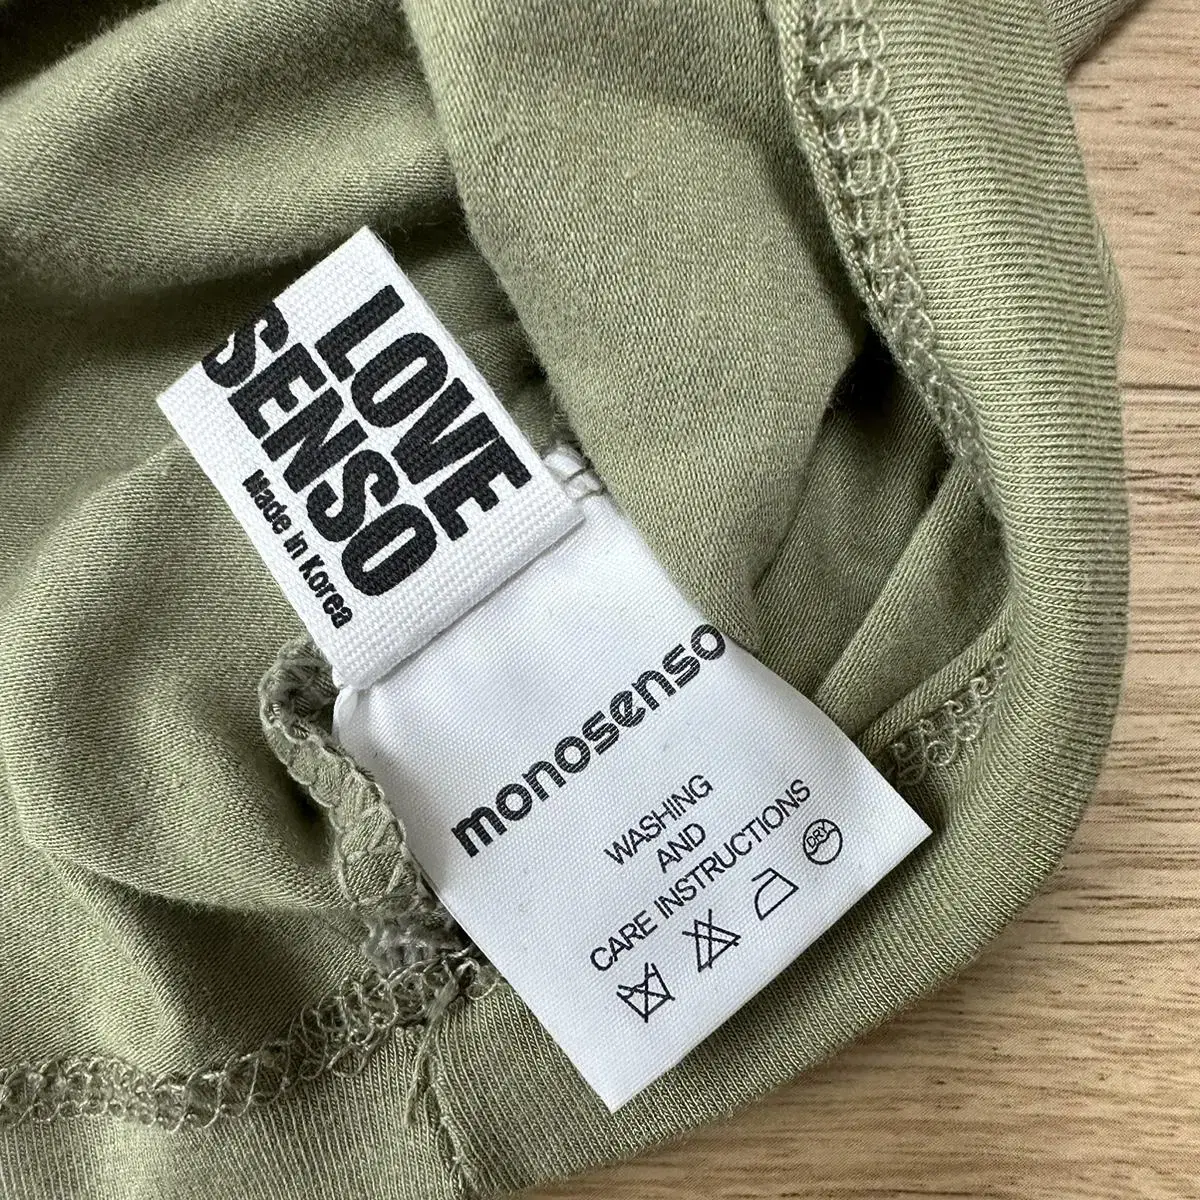 LOVE
SENSO
Made in Korea
monosenso
WASHING
AND
CARE INSTRUCTIONS
DRY